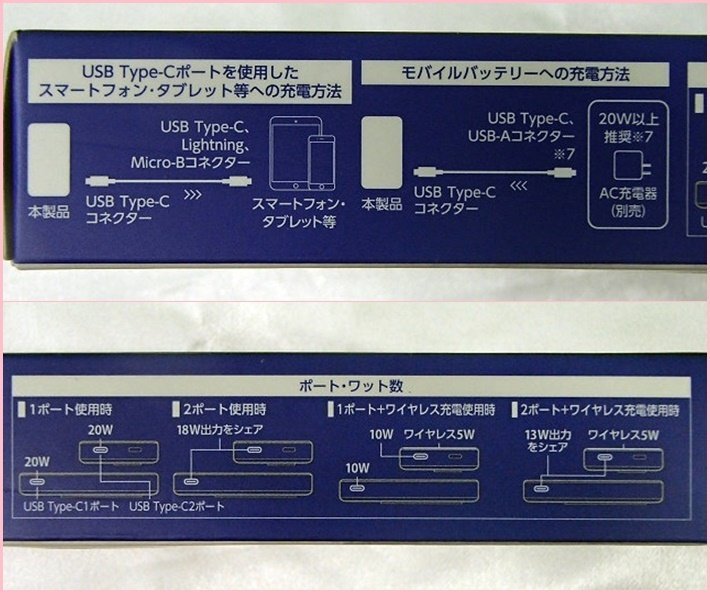 USB Type-Cポートを使用した
スマートフォン・タブレット等への充電方法
USB Type-C、
Lightning、
Micro-Bコネクター
本製品
USB Type-C
コネクター
スマートフォン・
タブレット等
モバイルバッテリーへの充電方法
USB Type-C、
USB-Aコネクター
※7
本製品
USB Type-C
コネクター
20W以上
推奨※7
AC充電器
(別売)
ポート・ワット数
1ポート使用時
20W
20W
USB Type-C1ポート
USB Type-C2ポート
2ポート使用時
18W出力をシェア
1ポート+ワイヤレス充電使用時
10W
ワイヤレス5W
10W
2ポート+ワイヤレス充電使用時
13W出力
をシェア
ワイヤレス5W